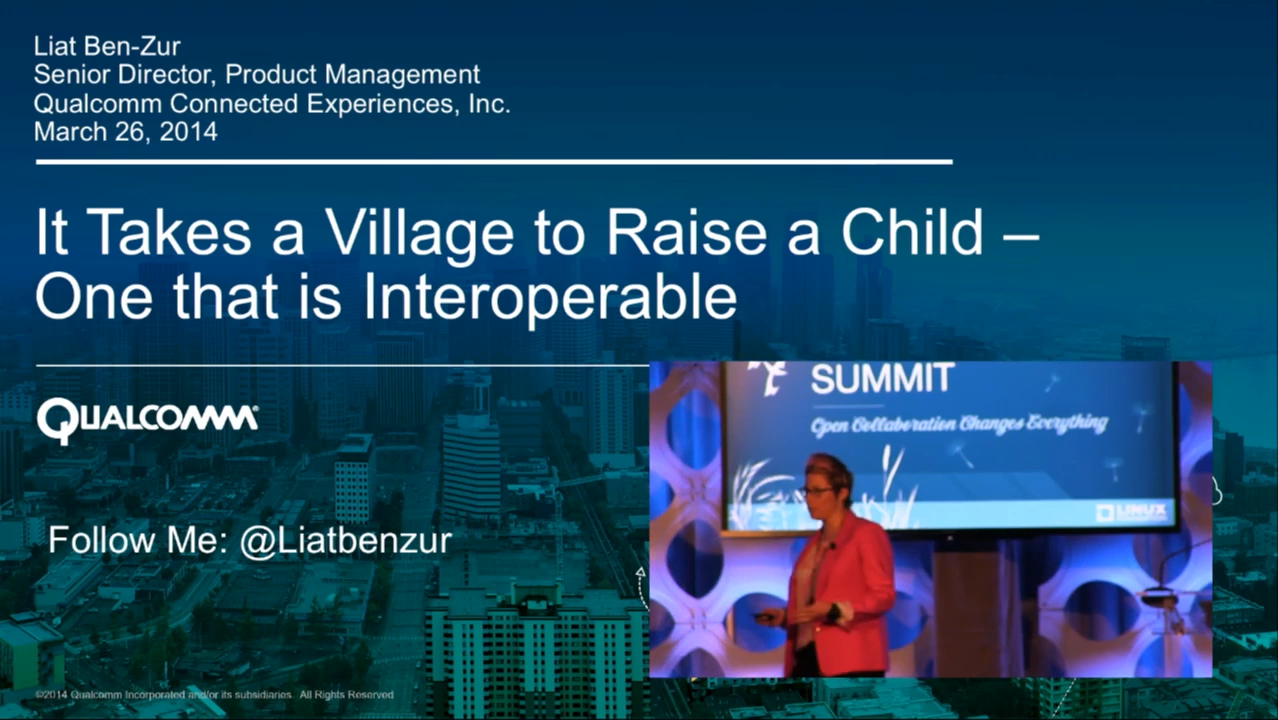 Liat Ben-Zur
Senior Director, Product Management
Qualcomm Connected Experiences, Inc.
March 26, 2014
It Takes a Village to Raise a Child –
One that is Interoperable
QUALCOMM®
Follow Me: @Liatbenzur
©2014 Qualcomm Incorporated and/or its subsidiaries. All Rights Reserved
SUMMIT
Open Collaboration Changes Everything
LINUX